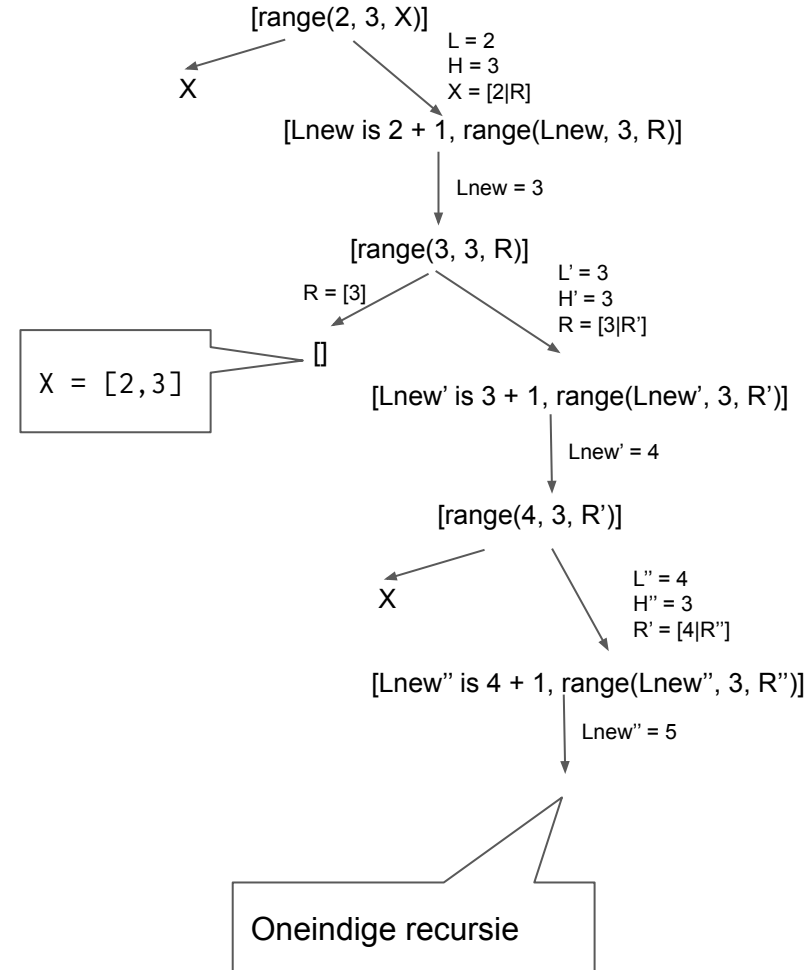 [range(2, 3, X)]
L = 2
H = 3
X = [2|R]
X
[Lnew is 2 + 1, range(Lnew, 3, R)]
Lnew = 3
[range(3, 3, R)]
R = [3]
L’ = 3
H’ = 3
R = [3|R’]
[]
X = [2,3]
[Lnew’ is 3 + 1, range(Lnew’, 3, R’)]
Lnew’ = 4
[range(4, 3, R’)]
X
L’’ = 4
H’’ = 3
R’ = [4|R’’]
[Lnew’’ is 4 + 1, range(Lnew’’, 3, R’’)]
Lnew’’ = 5
Oneindige recursie